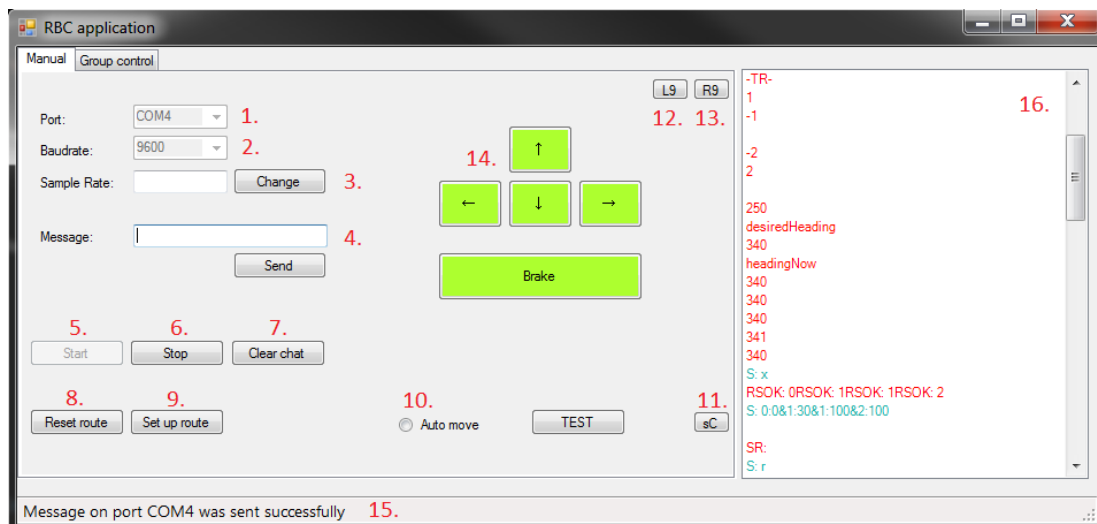 RBC application
Manual Group control
L9 R9
12. 13.
Port: COM4 1.
Baudrate: 9600 2.
Sample Rate: Change 3.
Message: 4.
Send
14. ↑
← ↓ →
Brake
5. 6. 7.
Start Stop Clear chat
8. 9. 10. 11.
Reset route Set up route Auto move TEST sC
16.
-TR-
1
-1
-2
2
250
desiredHeading
340
headingNow
340
340
340
341
340
S: x
RSOK: 0RSOK: 1RSOK: 1RSOK: 2
S: 0:0&1:30&1:100&2:100
SR:
S: r
Message on port COM4 was sent successfully 15.